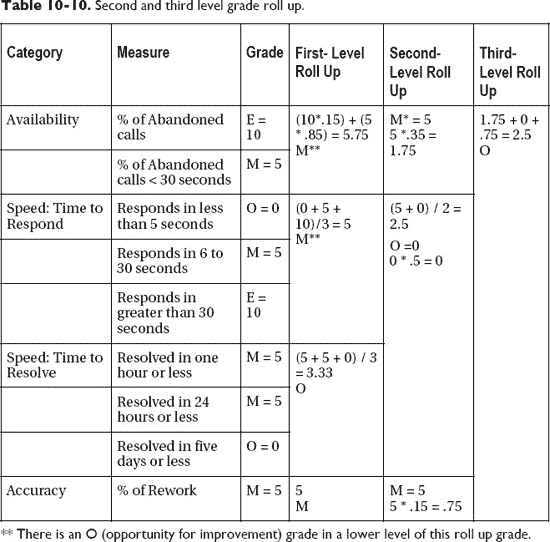 Table 10-10. Second and third level grade roll up.
Category
Measure
Grade
First- Level
Roll Up
Second-
Level Roll
Up
Third-
Level Roll
Up
Availability
% of Abandoned
calls
E =
10
(10*.15) + (5
* .85) = 5.75
M**
M* = 5
5 *.35 =
1.75
1.75 + 0 +
.75 = 2.5
O
% of Abandoned
calls < 30 seconds
M = 5
Speed: Time to
Respond
Responds in less
than 5 seconds
O = 0
(0 + 5 +
10)/3 = 5
M**
(5 + 0) / 2 =
2.5
O =0
0 * .5 = 0
Responds in 6 to
30 seconds
M = 5
Responds in
greater than 30
seconds
E =
10
Speed: Time to
Resolve
Resolved in one
hour or less
M = 5
(5 + 5 + 0) / 3
= 3.33
O
Resolved in 24
hours or less
M = 5
Resolved in five
days or less
O = 0
Accuracy
% of Rework
M = 5
5
M
M = 5
5 * .15 = .75
** There is an O (opportunity for improvement) grade in a lower level of this roll up grade.